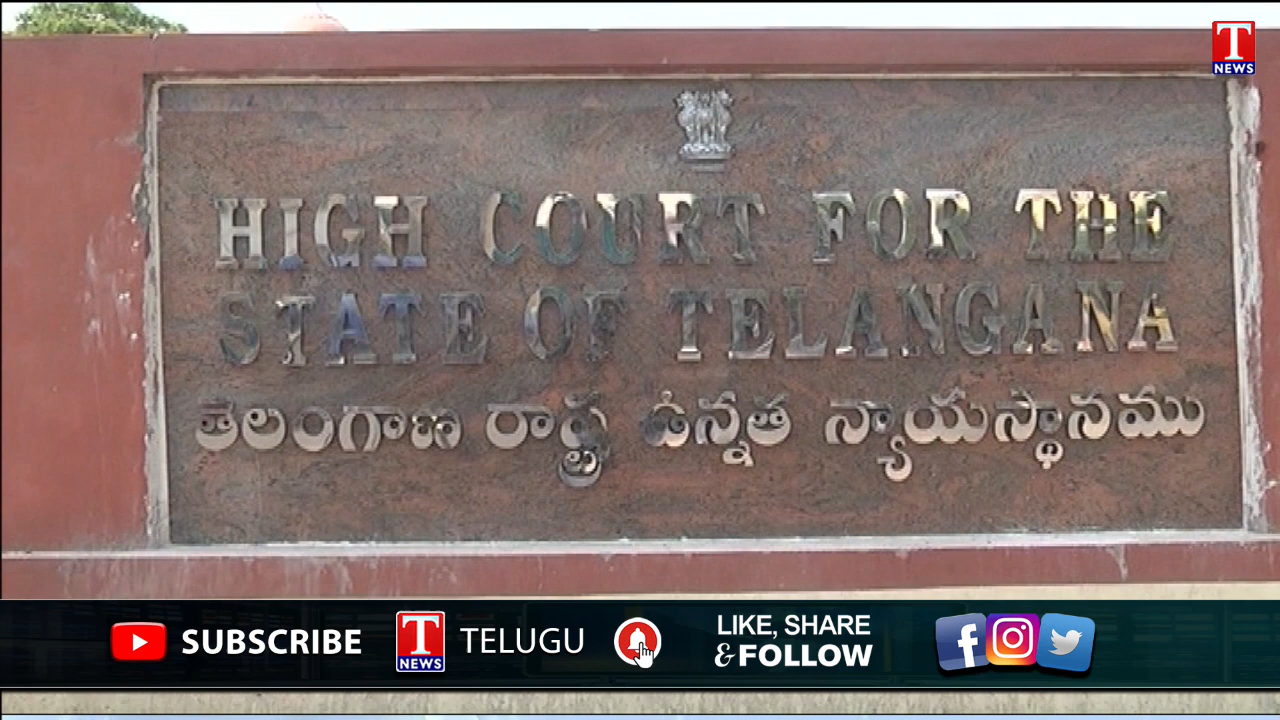 T
NEWS
HIGH COURT FOR THE
STATE OF TELANGANA
తెలంగాణ రాష్ట్ర ఉన్నత న్యాయస్థానము
SUBSCRIBE
T
NEWS
TELUGU
LIKE, SHARE
& FOLLOW